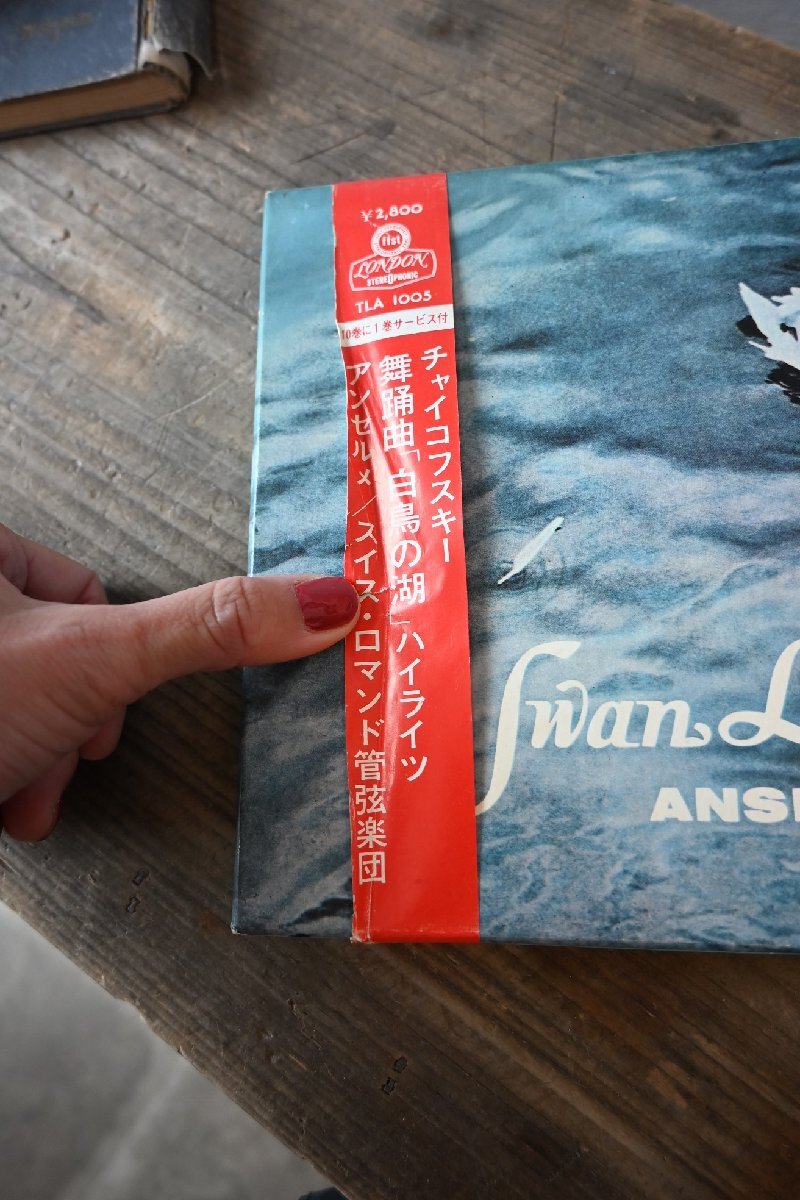 ¥2,800
ffst
LONDON
STEREOPHONIC
TLA 1005
10巻に1巻サービス付
チャイコフスキー
舞踊曲「白鳥の湖」ハイライツ
アンセルメ/スイス・ロマンド管弦楽団
Swan L
ANSE